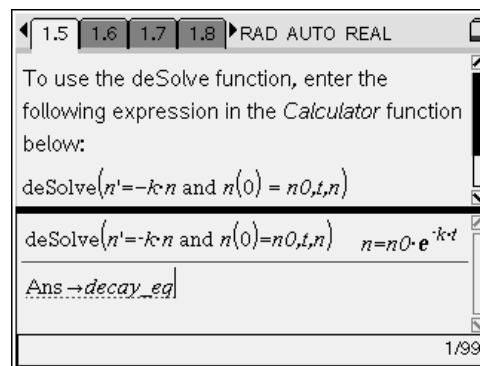 1.5 1.6 1.7 1.8 RAD AUTO REAL
To use the deSolve function, enter the
following expression in the Calculator function
below:
deSolve(n'=-k·n and n(0) = n0,t,n)
deSolve(n'=-k·n and n(0)=n0,t,n) n=n0·e^-k·t
Ans→decay_eq
1/99